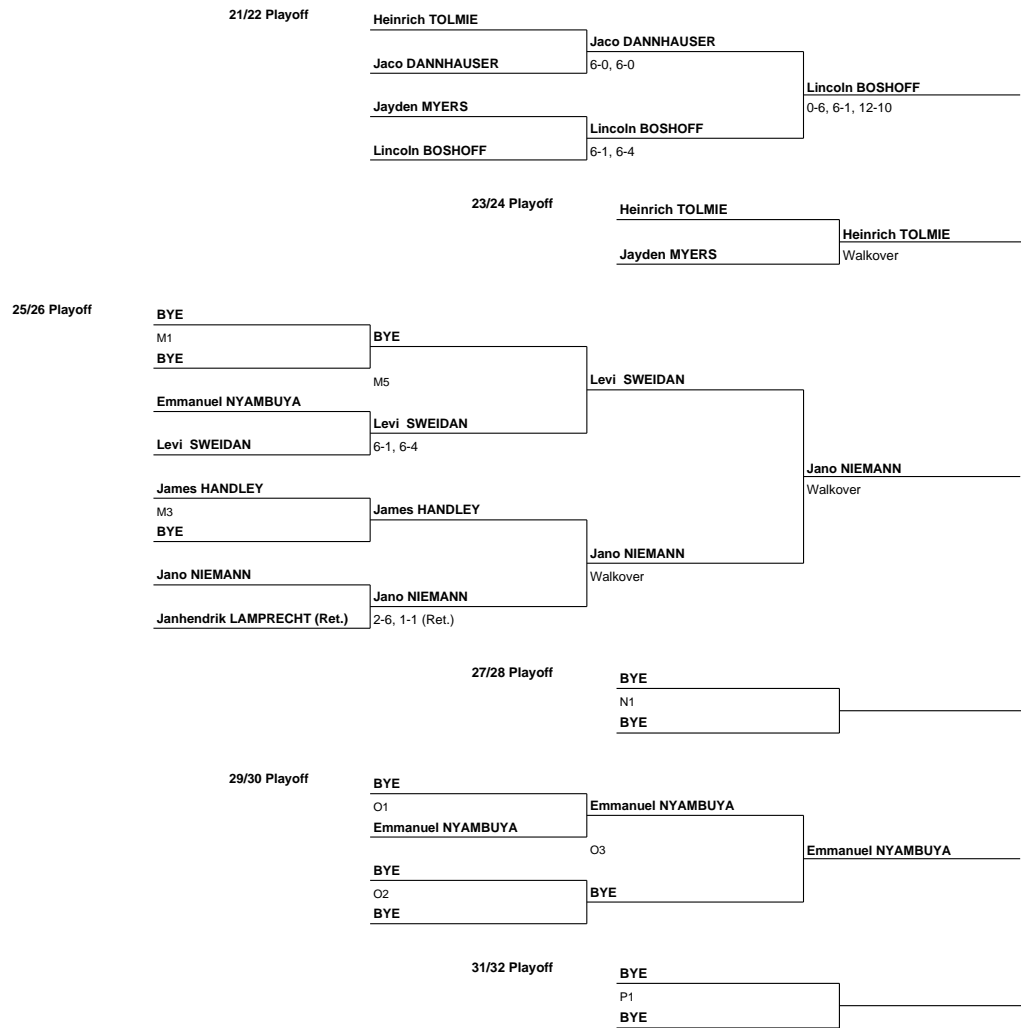 21/22 Playoff
Heinrich TOLMIE
Jaco DANNHAUSER
Jaco DANNHAUSER
6-0, 6-0
Lincoln BOSHOFF
0-6, 6-1, 12-10
Jayden MYERS
Lincoln BOSHOFF
Lincoln BOSHOFF
6-1, 6-4
23/24 Playoff
Heinrich TOLMIE
Heinrich TOLMIE
Jayden MYERS
Walkover
25/26 Playoff
BYE
M1
BYE
BYE
M5
Levi SWEIDAN
Emmanuel NYAMBUYA
Levi SWEIDAN
Levi SWEIDAN
6-1, 6-4
Jano NIEMANN
Walkover
James HANDLEY
M3
James HANDLEY
BYE
Jano NIEMANN
Walkover
Jano NIEMANN
Jano NIEMANN
Janhendrik LAMPRECHT (Ret.)
2-6, 1-1 (Ret.)
27/28 Playoff
BYE
N1
BYE
29/30 Playoff
BYE
O1
Emmanuel NYAMBUYA
Emmanuel NYAMBUYA
O3
Emmanuel NYAMBUYA
BYE
O2
BYE
BYE
31/32 Playoff
BYE
P1
BYE